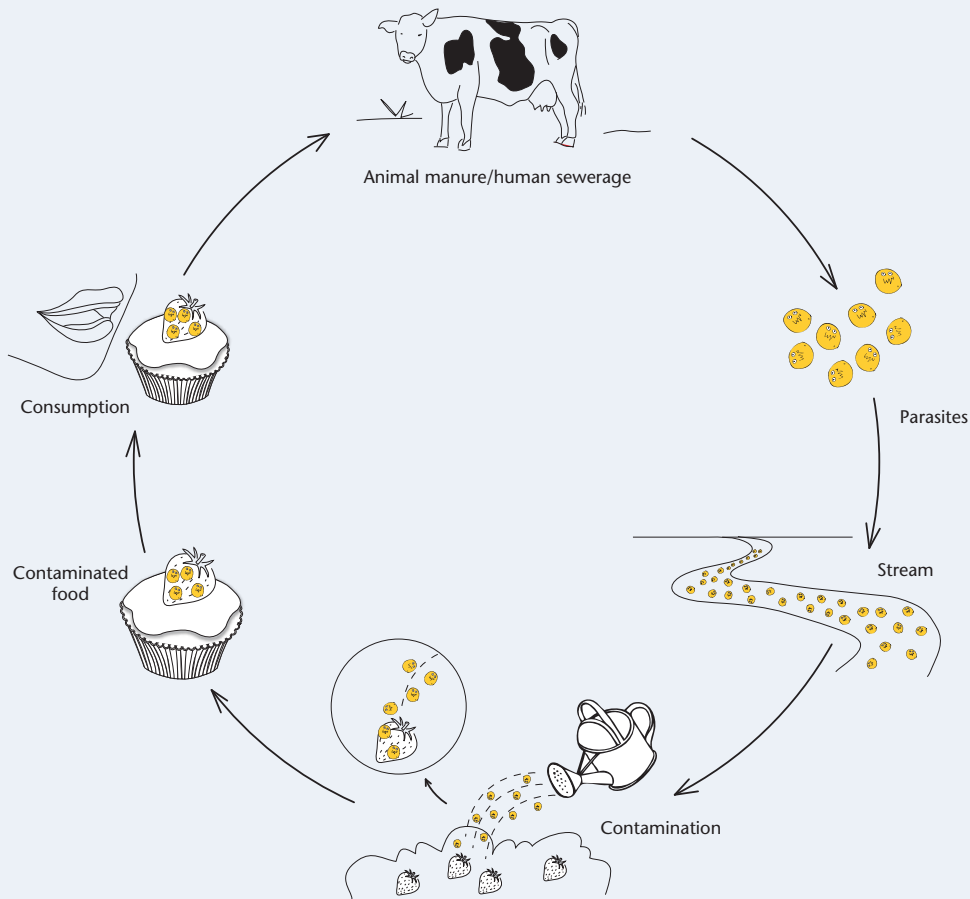 Animal manure/human sewerage
Parasites
Stream
Contamination
Contaminated
food
Consumption